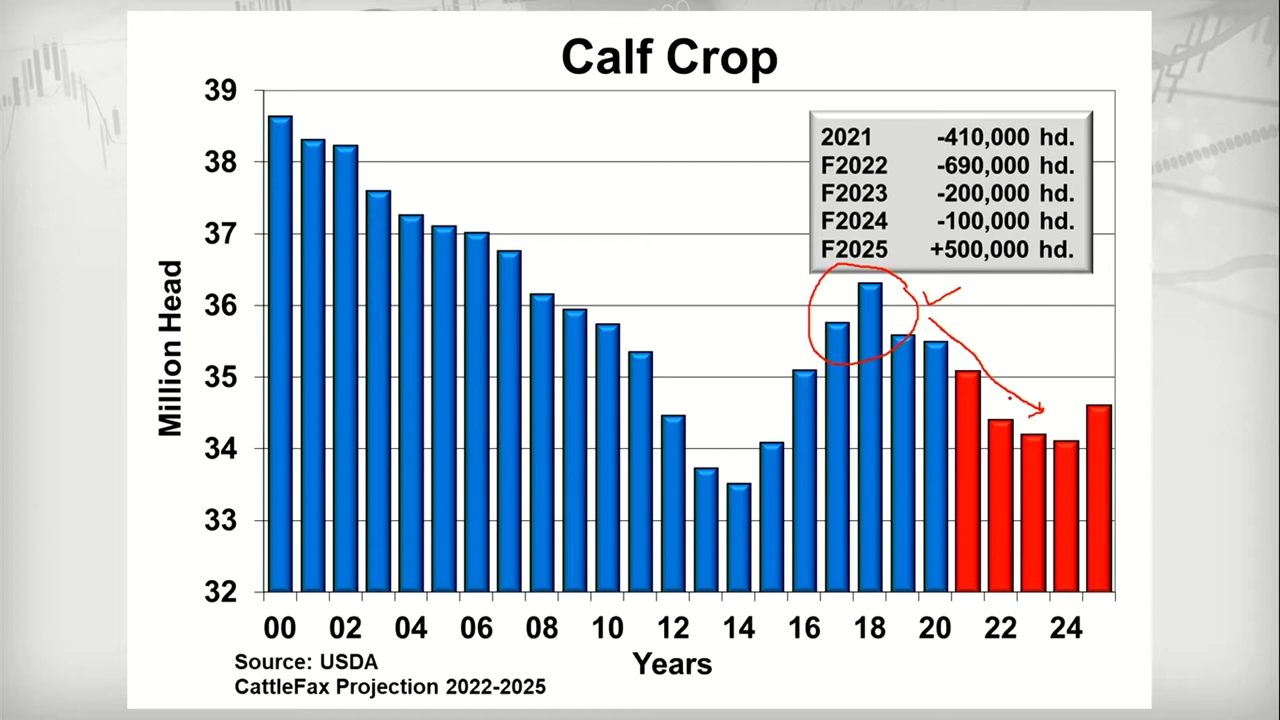 Calf Crop
39
38
37
36
35
34
33
32
Million Head
2021 -410,000 hd.
F2022 -690,000 hd.
F2023 -200,000 hd.
F2024 -100,000 hd.
F2025 +500,000 hd.
00 02 04 06 08 10 12 14 16 18 20 22 24
Years
Source: USDA
CattleFax Projection 2022-2025